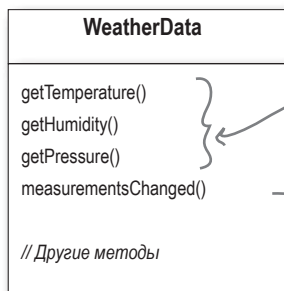 WeatherData
getTemperature()
getHumidity()
getPressure()
measurementsChanged()
// Другие методы